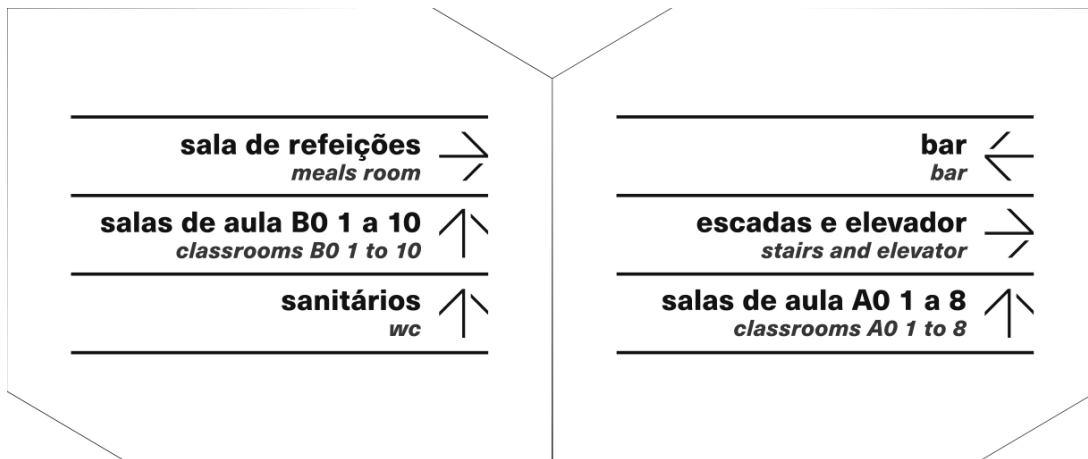 sala de refeições
meals room
salas de aula B0 1 a 10
classrooms B0 1 to 10
sanitários
wc
bar
bar
escadas e elevador
stairs and elevator
salas de aula A0 1 a 8
classrooms A0 1 to 8